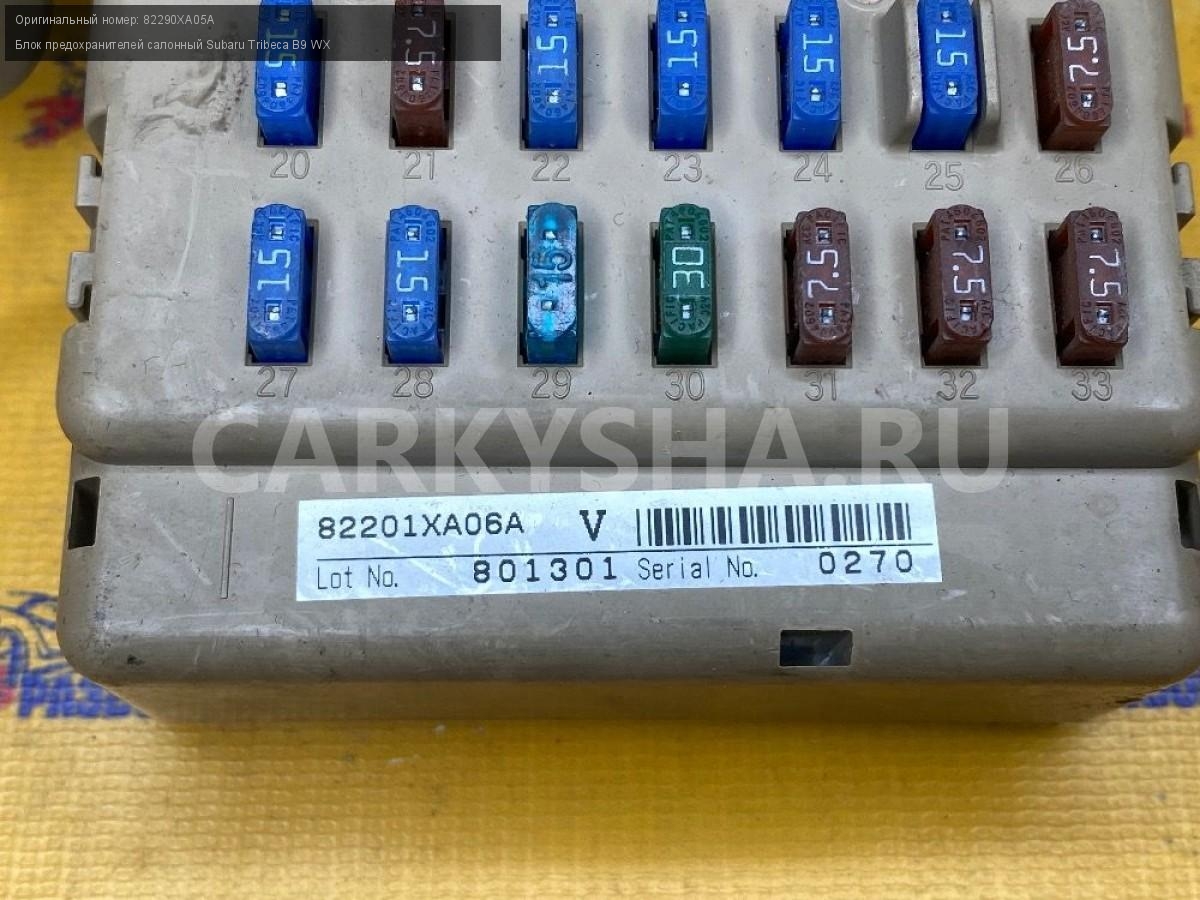 Оригинальный номер: 82290XA05A
Блок предохранителей салонный Subaru Tribeca B9 WX
15 7.5 15 15 15 15 7.5
20 21 22 23 24 25 26
15 15 15 30 7.5 7.5 7.5
27 28 29 30 31 32 33
CARKYSHA.RU
82201XA06A V
Lot No. 801301 Serial No. 0270